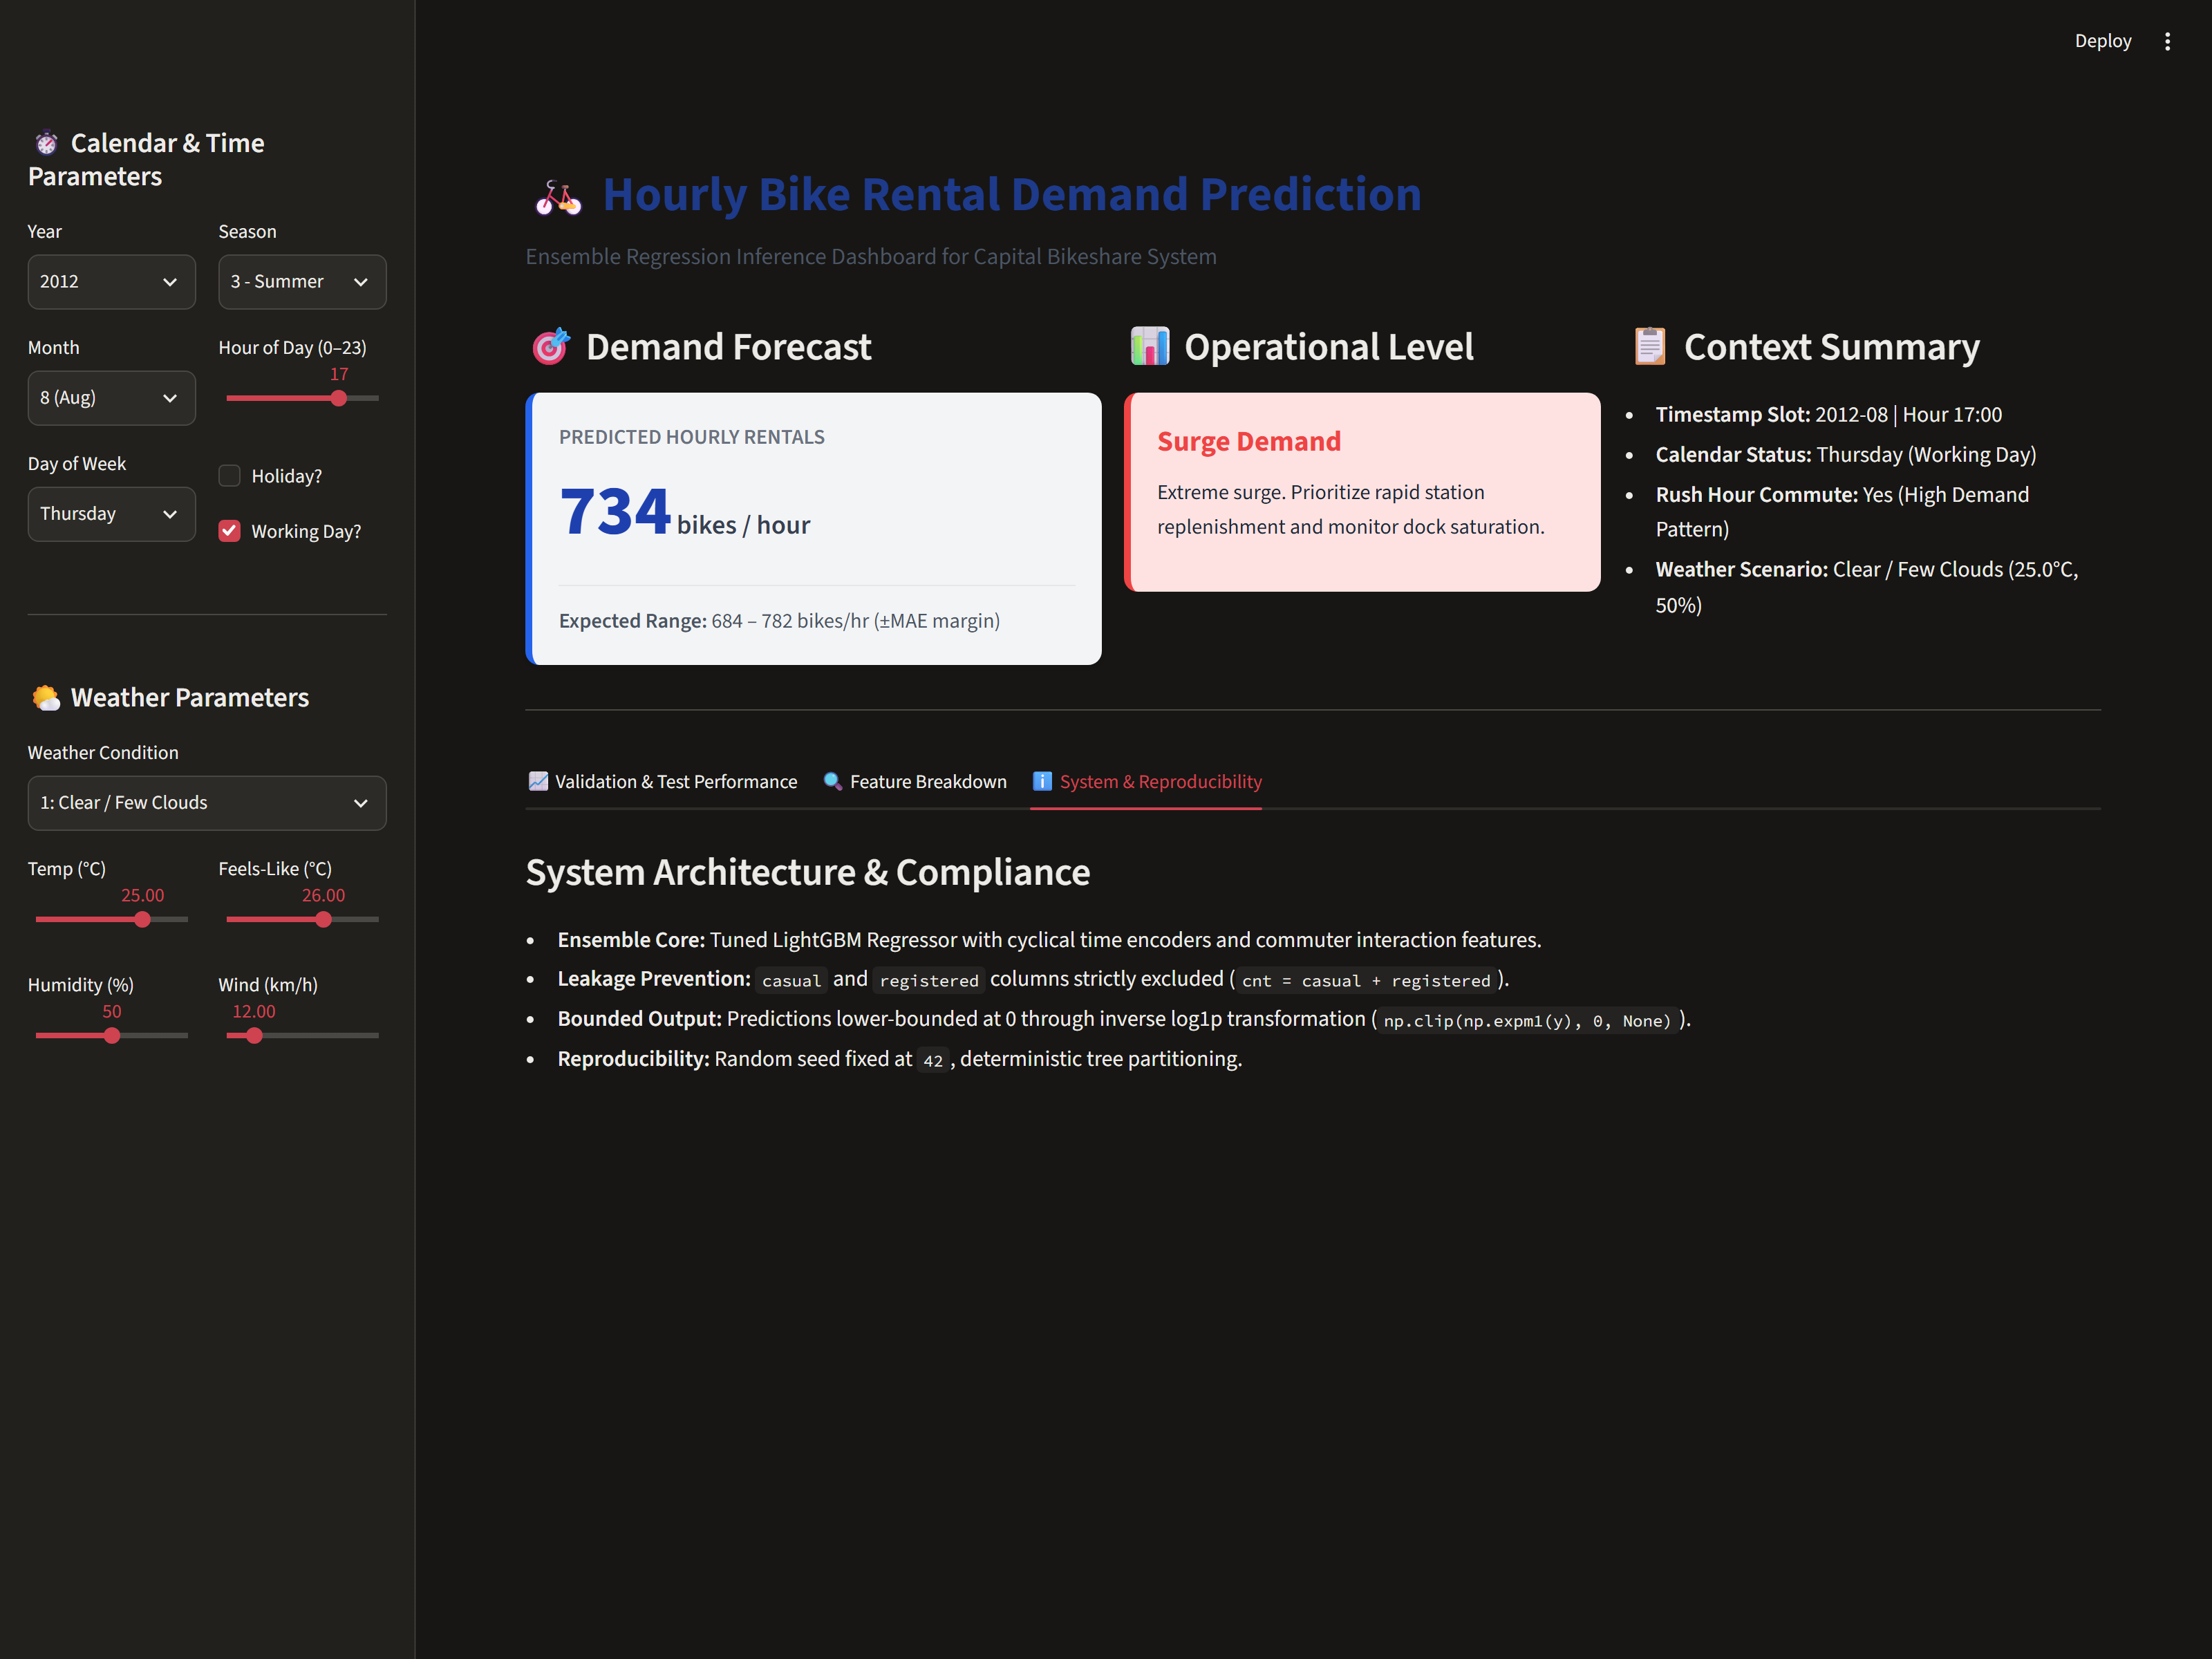 Deploy
Calendar & Time
Parameters
Year
Season
2012
3 - Summer
Month
Hour of Day (0–23)
17
8 (Aug)
Day of Week
Thursday
Holiday?
Working Day?
Weather Parameters
Weather Condition
1: Clear / Few Clouds
Temp (°C)
Feels-Like (°C)
25.00
26.00
Humidity (%)
Wind (km/h)
50
12.00
Hourly Bike Rental Demand Prediction
Ensemble Regression Inference Dashboard for Capital Bikeshare System
Demand Forecast
PREDICTED HOURLY RENTALS
734 bikes / hour
Expected Range: 684 – 782 bikes/hr (±MAE margin)
Operational Level
Surge Demand
Extreme surge. Prioritize rapid station
replenishment and monitor dock saturation.
Context Summary
• Timestamp Slot: 2012-08 | Hour 17:00
• Calendar Status: Thursday (Working Day)
• Rush Hour Commute: Yes (High Demand
Pattern)
• Weather Scenario: Clear / Few Clouds (25.0°C,
50%)
Validation & Test Performance
Feature Breakdown
System & Reproducibility
System Architecture & Compliance
• Ensemble Core: Tuned LightGBM Regressor with cyclical time encoders and commuter interaction features.
• Leakage Prevention: casual and registered columns strictly excluded (cnt = casual + registered).
• Bounded Output: Predictions lower-bounded at 0 through inverse log1p transformation (np.clip(np.expm1(y), 0, None)).
• Reproducibility: Random seed fixed at 42, deterministic tree partitioning.